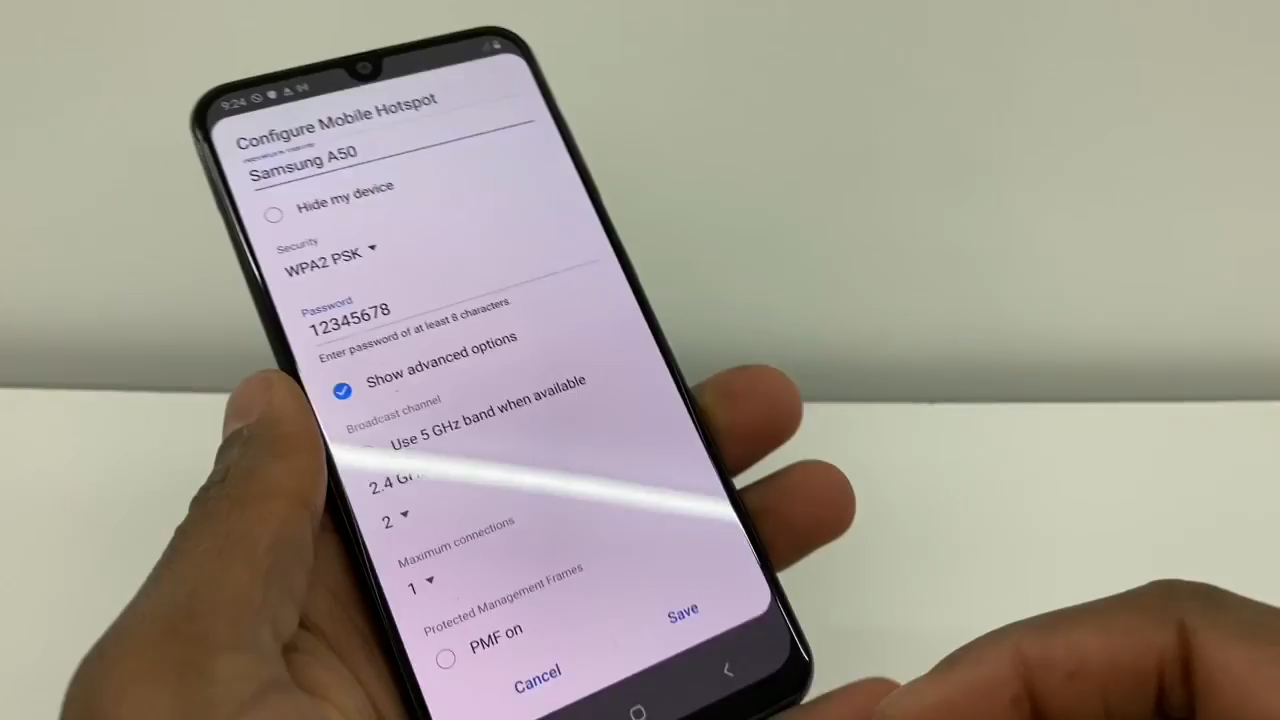 9:24
Configure Mobile Hotspot
Samsung A50
Hide my device
Security
WPA2 PSK
Password
12345678
Enter password of at least 8 characters.
Show advanced options
Broadcast channel
Use 5 GHz band when available
2.4
2
Maximum connections
1
Protected Management Frames
PMF on
Cancel
Save